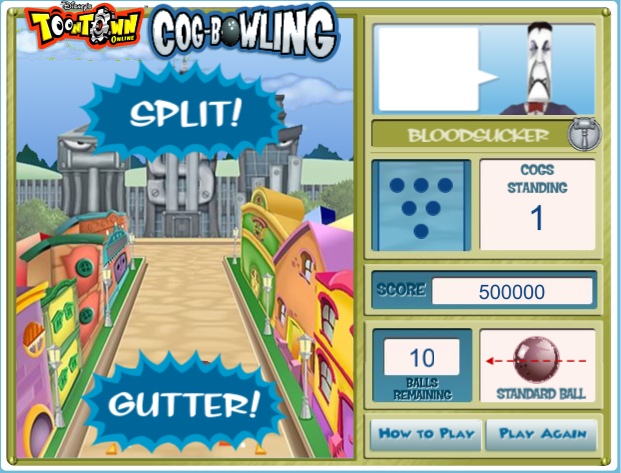 Disney's
TOONTOWN
ONLINE
COG-BOWLING
SPLIT!
GUTTER!
BLOODSUCKER
COGS
STANDING
1
SCORE 500000
10
BALLS
REMAINING
STANDARD BALL
HOW TO PLAY
PLAY AGAIN